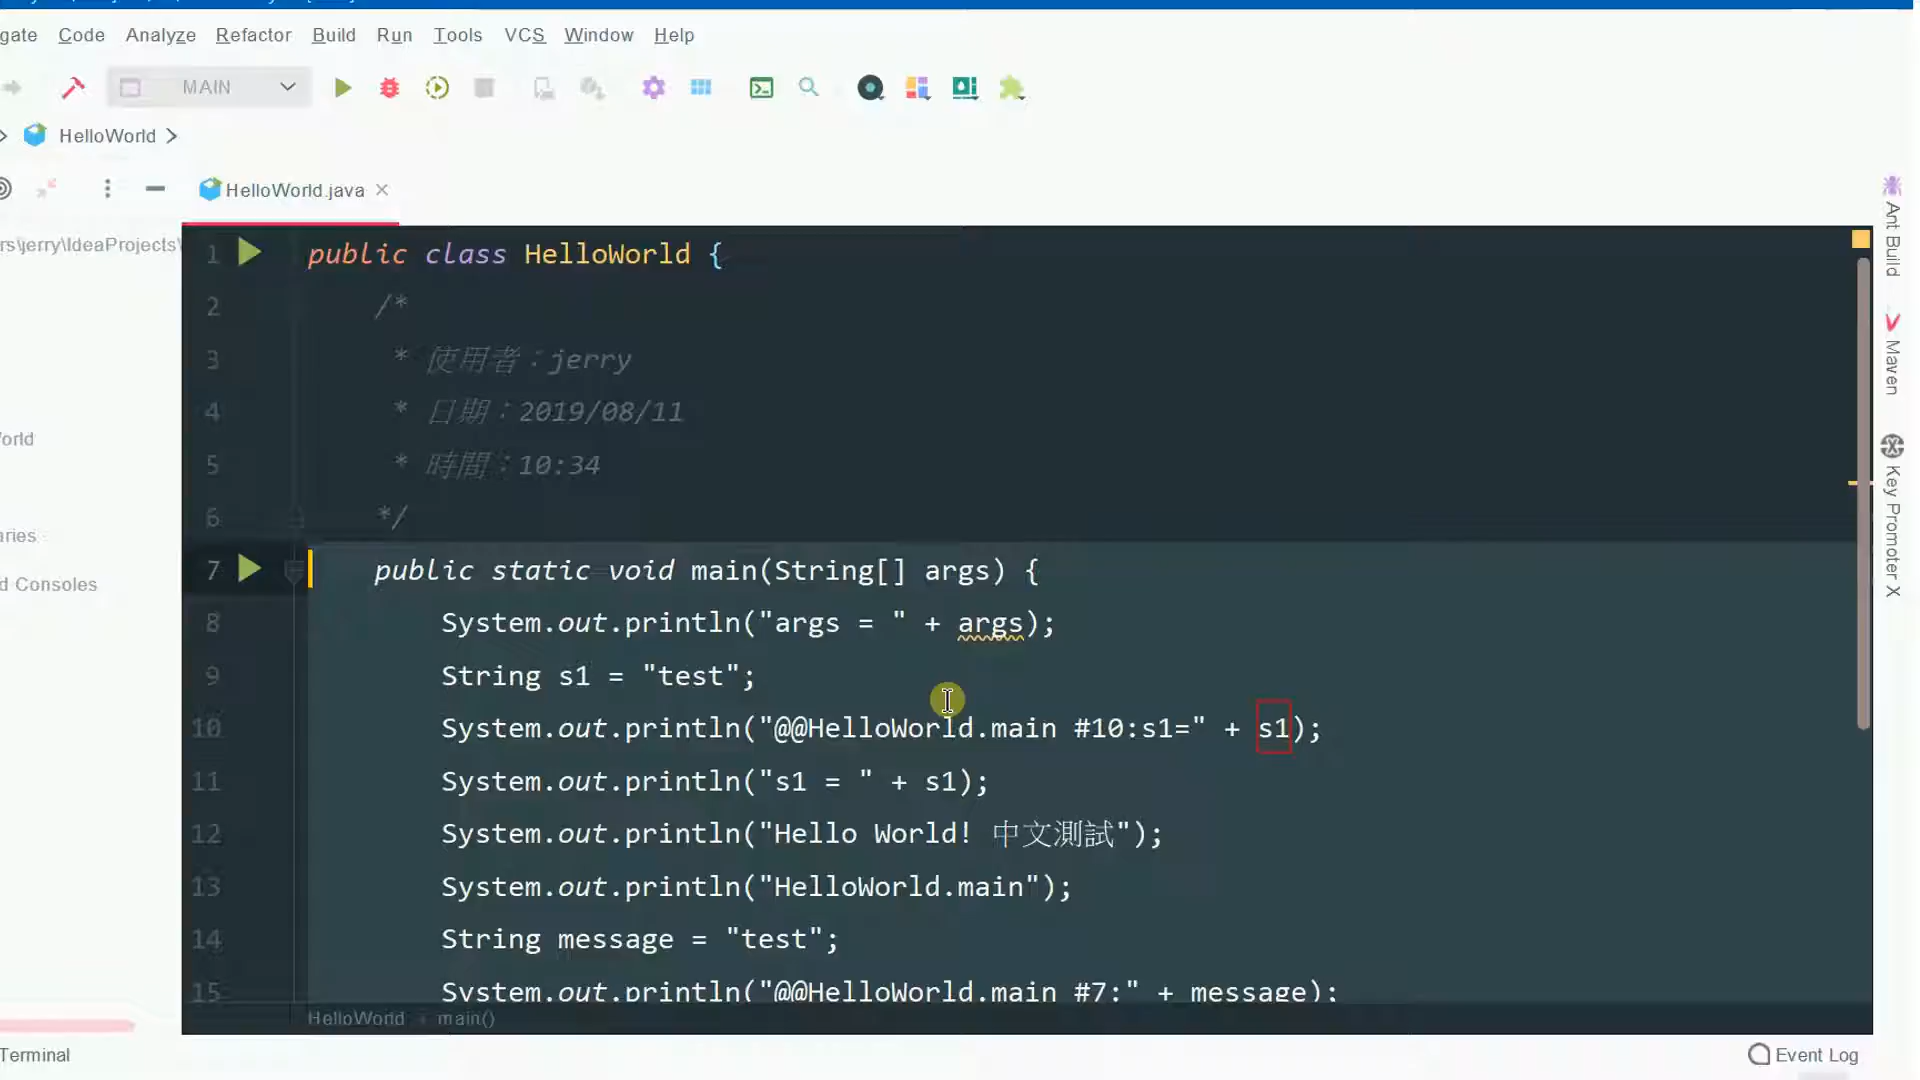 gate Code Analyze Refactor Build Run Tools VCS Window Help
MAIN
HelloWorld
HelloWorld.java
rs\jerry\IdeaProjects\
orld
aries
d Consoles
1 public class HelloWorld {
2 /*
3 * 使用者：jerry
4 * 日期：2019/08/11
5 * 時間：10:34
6 */
7 public static void main(String[] args) {
8 System.out.println("args = " + args);
9 String s1 = "test";
10 System.out.println("@@HelloWorld.main #10:s1=" + s1);
11 System.out.println("s1 = " + s1);
12 System.out.println("Hello World! 中文測試");
13 System.out.println("HelloWorld.main");
14 String message = "test";
15 System.out.println("@@HelloWorld.main #7:" + message);
HelloWorld main()
Ant Build
Maven
Key Promoter X
Terminal
Event Log